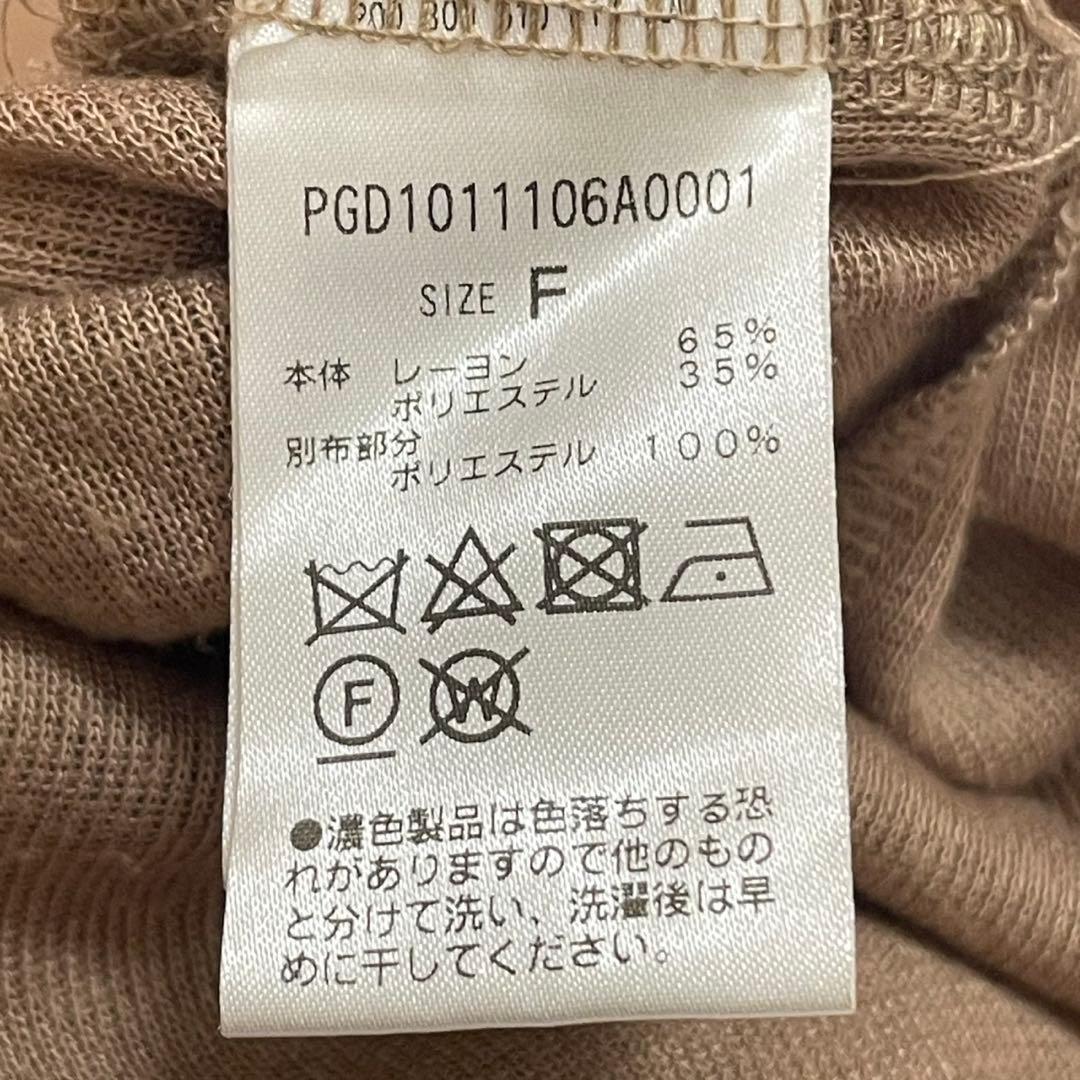 PGD1011106A0001
SIZE F
本体 レーヨン 65%
ポリエステル 35%
別布部分
ポリエステル 100%
F
W
●濃色製品は色落ちする恐
れがありますので他のもの
と分けて洗い、洗濯後は早
めに干してください。